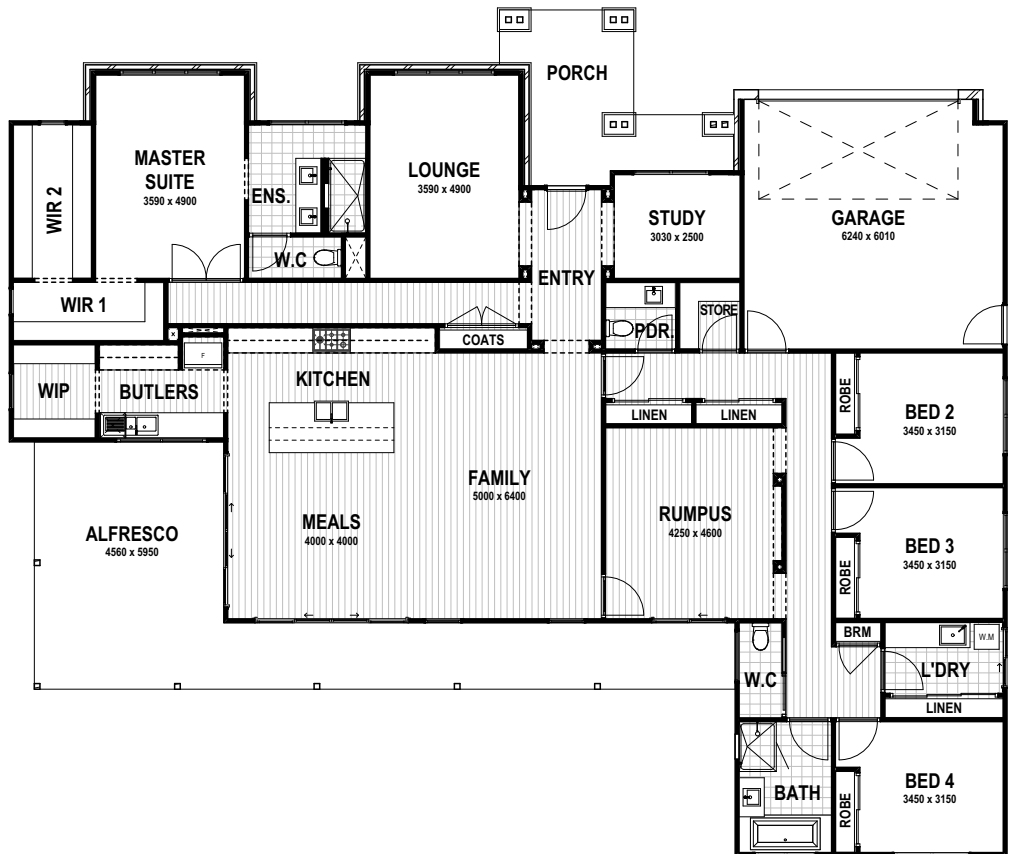 PORCH
MASTER
SUITE
3590 x 4900
LOUNGE
3590 x 4900
WIR 2
ENS.
STUDY
3030 x 2500
GARAGE
6240 x 6010
W.C
ENTRY
WIR 1
STORE
PDR.
X
COATS
F
KITCHEN
WIP
BUTLERS
LINEN
LINEN
ROBE
BED 2
3450 x 3150
FAMILY
5000 x 6400
MEALS
4000 x 4000
RUMPUS
4250 x 4600
ALFRESCO
4560 x 5950
BED 3
3450 x 3150
ROBE
BRM
W.M
L'DRY
W.C
LINEN
BATH
ROBE
BED 4
3450 x 3150